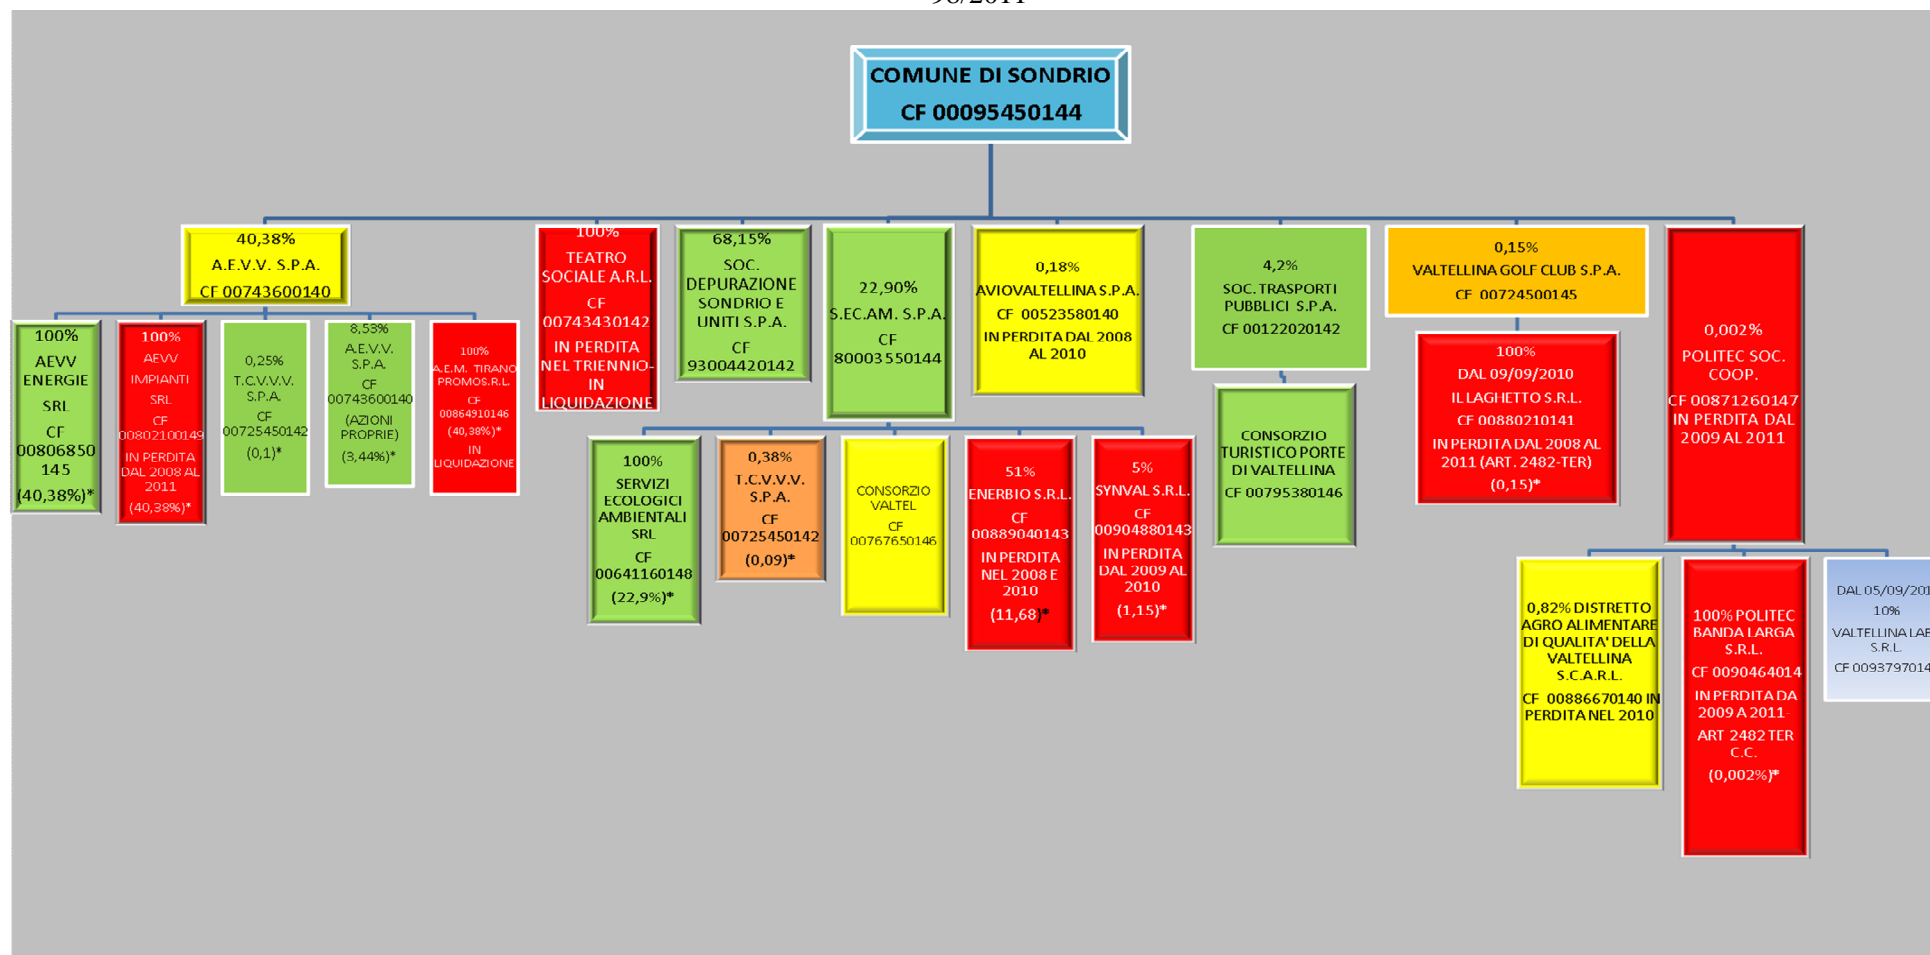 COMUNE DI SONDRIO
CF 00095450144
40,38%
A.E.V.V. S.P.A.
CF 00743600140
100%
TEATRO
SOCIALE A.R.L.
CF
00743430142
IN PERDITA
NEL TRIENNIO-
IN
LIQUIDAZIONE
68,15%
SOC.
DEPURAZIONE
SONDRIO E
UNITI S.P.A.
CF
93004420142
22,90%
S.EC.AM. S.P.A.
CF
80003550144
0,18%
AVIOVALTELLINA S.P.A.
CF 00523580140
IN PERDITA DAL 2008
AL 2010
4,2%
SOC. TRASPORTI
PUBBLICI S.P.A.
CF 00122020142
0,15%
VALTELLINA GOLF CLUB S.P.A.
CF 00724500145
0,002%
POLITEC SOC.
COOP.
CF 00871260147
IN PERDITA DAL
2009 AL 2011
100%
AEVV
ENERGIE
SRL
CF
00806850
145
(40,38%)*
100%
AEVV
IMPIANTI
SRL
CF
00802100149
IN PERDITA
DAL 2008 AL
2011
(40,38%)*
0,25%
T.C.V.V.V.
S.P.A.
CF
00725450142
(0,1)*
8,53%
A.E.V.V.
S.P.A.
CF
00743600140
(AZIONI
PROPRIE)
(3,44%)*
100%
A.E.M. TIRANO
PROMOS.R.L.
CF
00864910146
(40,38%)*
IN
LIQUIDAZIONE
100%
SERVIZI
ECOLOGICI
AMBIENTALI
SRL
CF
00641160148
(22,9%)*
0,38%
T.C.V.V.V.
S.P.A.
CF
00725450142
(0,09)*
CONSORZIO
VALTEL
CF
00767650146
51%
ENERBIO S.R.L.
CF
00889040143
IN PERDITA
NEL 2008 E
2010
(11,68)*
5%
SYNVAL S.R.L.
CF
00904880143
IN PERDITA
DAL 2009 AL
2010
(1,15)*
CONSORZIO
TURISTICO PORTE
DI VALTELLINA
CF 00795380146
100%
DAL 09/09/2010
IL LAGHETTO S.R.L.
CF 00880210141
IN PERDITA DAL 2008 AL
2011 (ART. 2482-TER)
(0,15)*
0,82% DISTRETTO
AGRO ALIMENTARE
DI QUALITA' DELLA
VALTELLINA
S.C.A.R.L.
CF 00886670140 IN
PERDITA NEL 2010
100% POLITEC
BANDA LARGA
S.R.L.
CF 0090464014
IN PERDITA DA
2009 A 2011-
ART 2482 TER
C.C.
(0,002%)*
DAL 05/09/201
10%
VALTELLINA LAB
S.R.L.
CF 0093797014